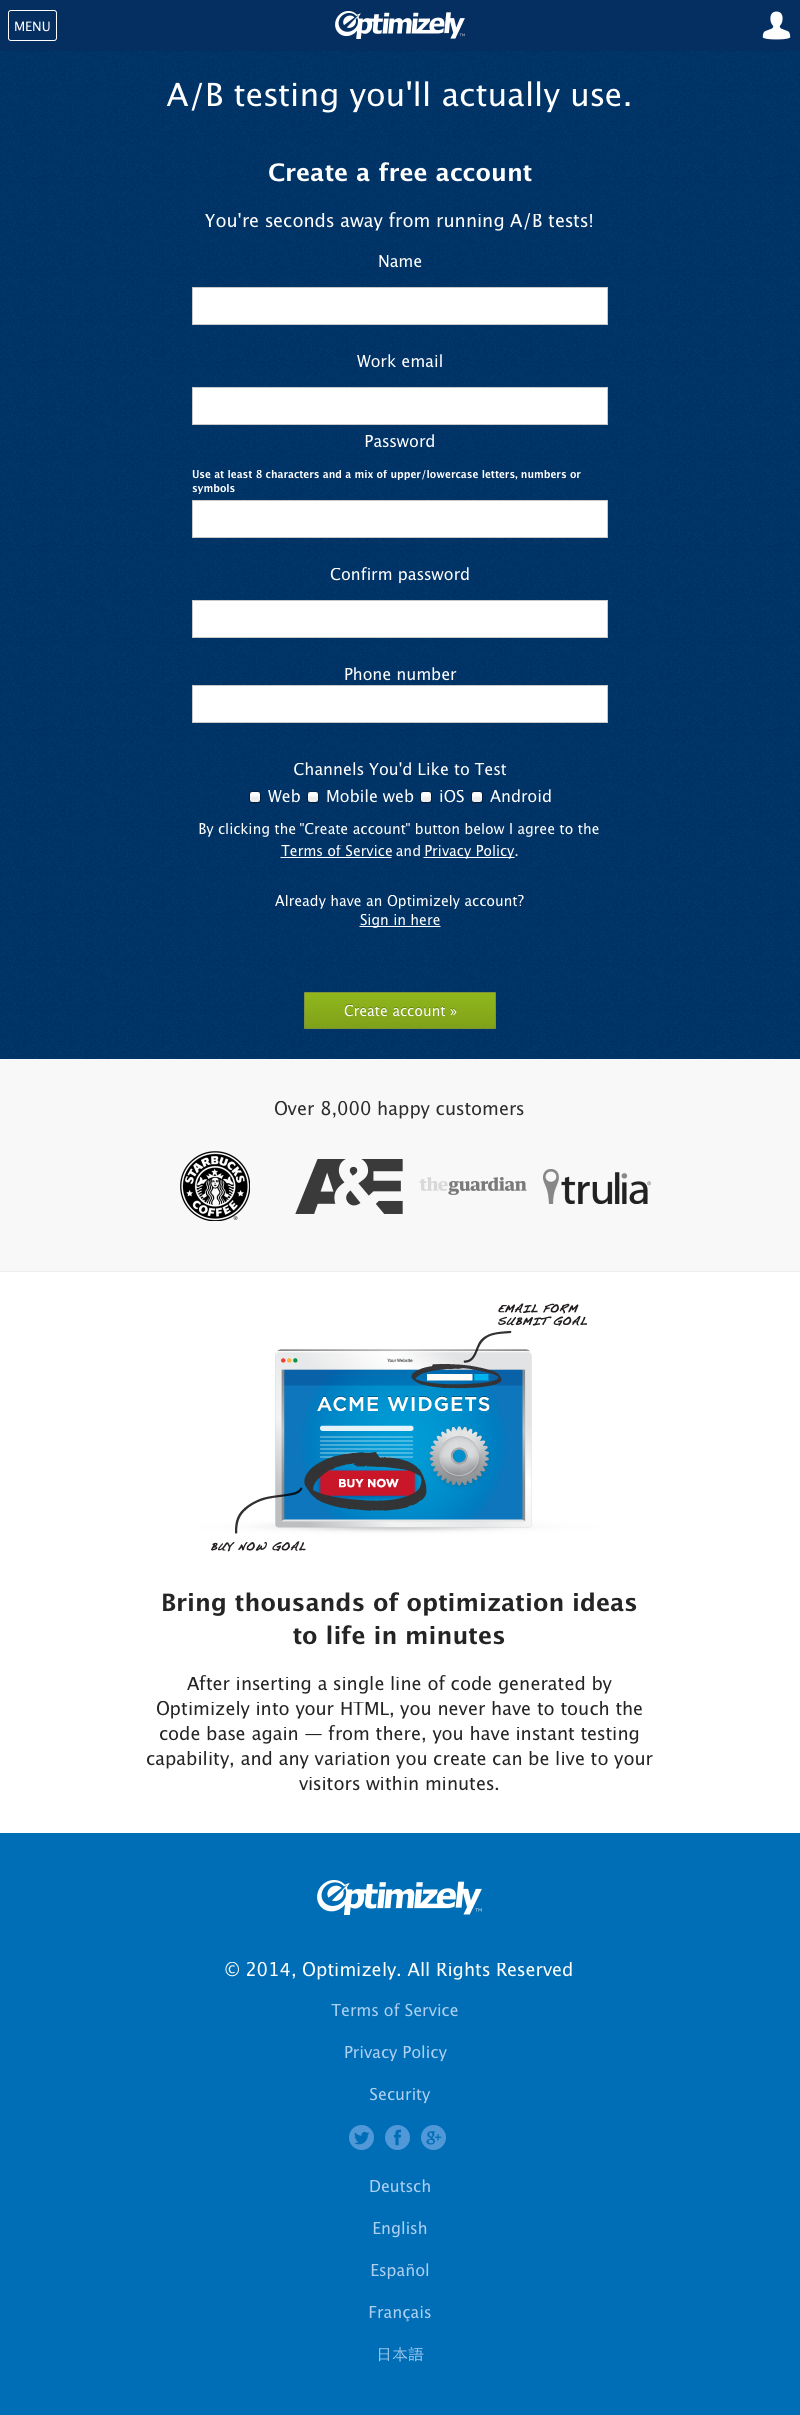 MENU
Optimizely
A/B testing you'll actually use.
Create a free account
You're seconds away from running A/B tests!
Name
Work email
Password
Use at least 8 characters and a mix of upper/lowercase letters, numbers or
symbols
Confirm password
Phone number
Channels You'd Like to Test
Web Mobile web iOS Android
By clicking the "Create account" button below I agree to the
Terms of Service and Privacy Policy.
Already have an Optimizely account?
Sign in here
Create account »
Over 8,000 happy customers
STARBUCKS
COFFEE
A&E
theguardian
trulia
EMAIL FORM
SUBMIT GOAL
Your Website
ACME WIDGETS
BUY NOW
BUY NOW GOAL
Bring thousands of optimization ideas
to life in minutes
After inserting a single line of code generated by
Optimizely into your HTML, you never have to touch the
code base again — from there, you have instant testing
capability, and any variation you create can be live to your
visitors within minutes.
Optimizely
© 2014, Optimizely. All Rights Reserved
Terms of Service
Privacy Policy
Security
Deutsch
English
Español
Français
日本語